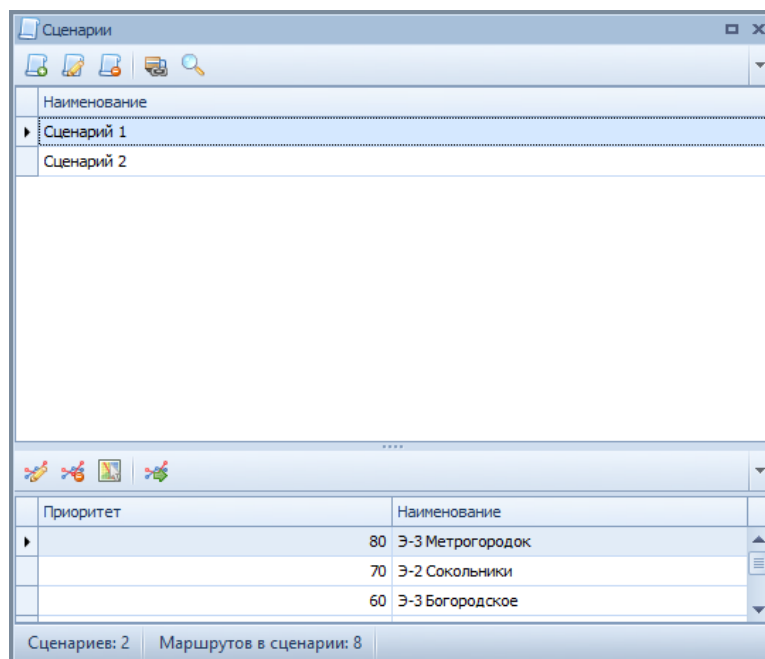 Сценарии
Наименование
Сценарий 1
Сценарий 2
Приоритет Наименование
80 Э-3 Метрогородок
70 Э-2 Сокольники
60 Э-3 Богородское
Сценариев: 2 Маршрутов в сценарии: 8